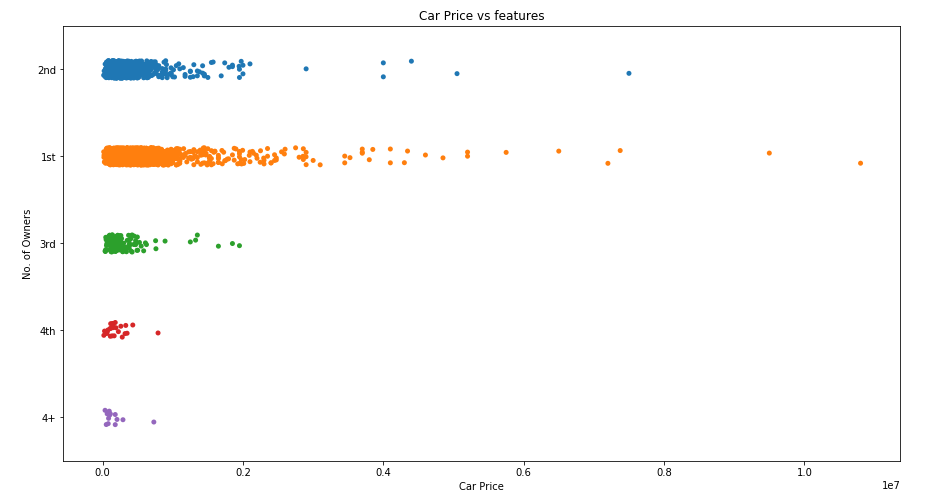 Car Price vs features
No. of Owners
2nd
1st
3rd
4th
4+
0.0 0.2 0.4 0.6 0.8 1.0
1e7
Car Price